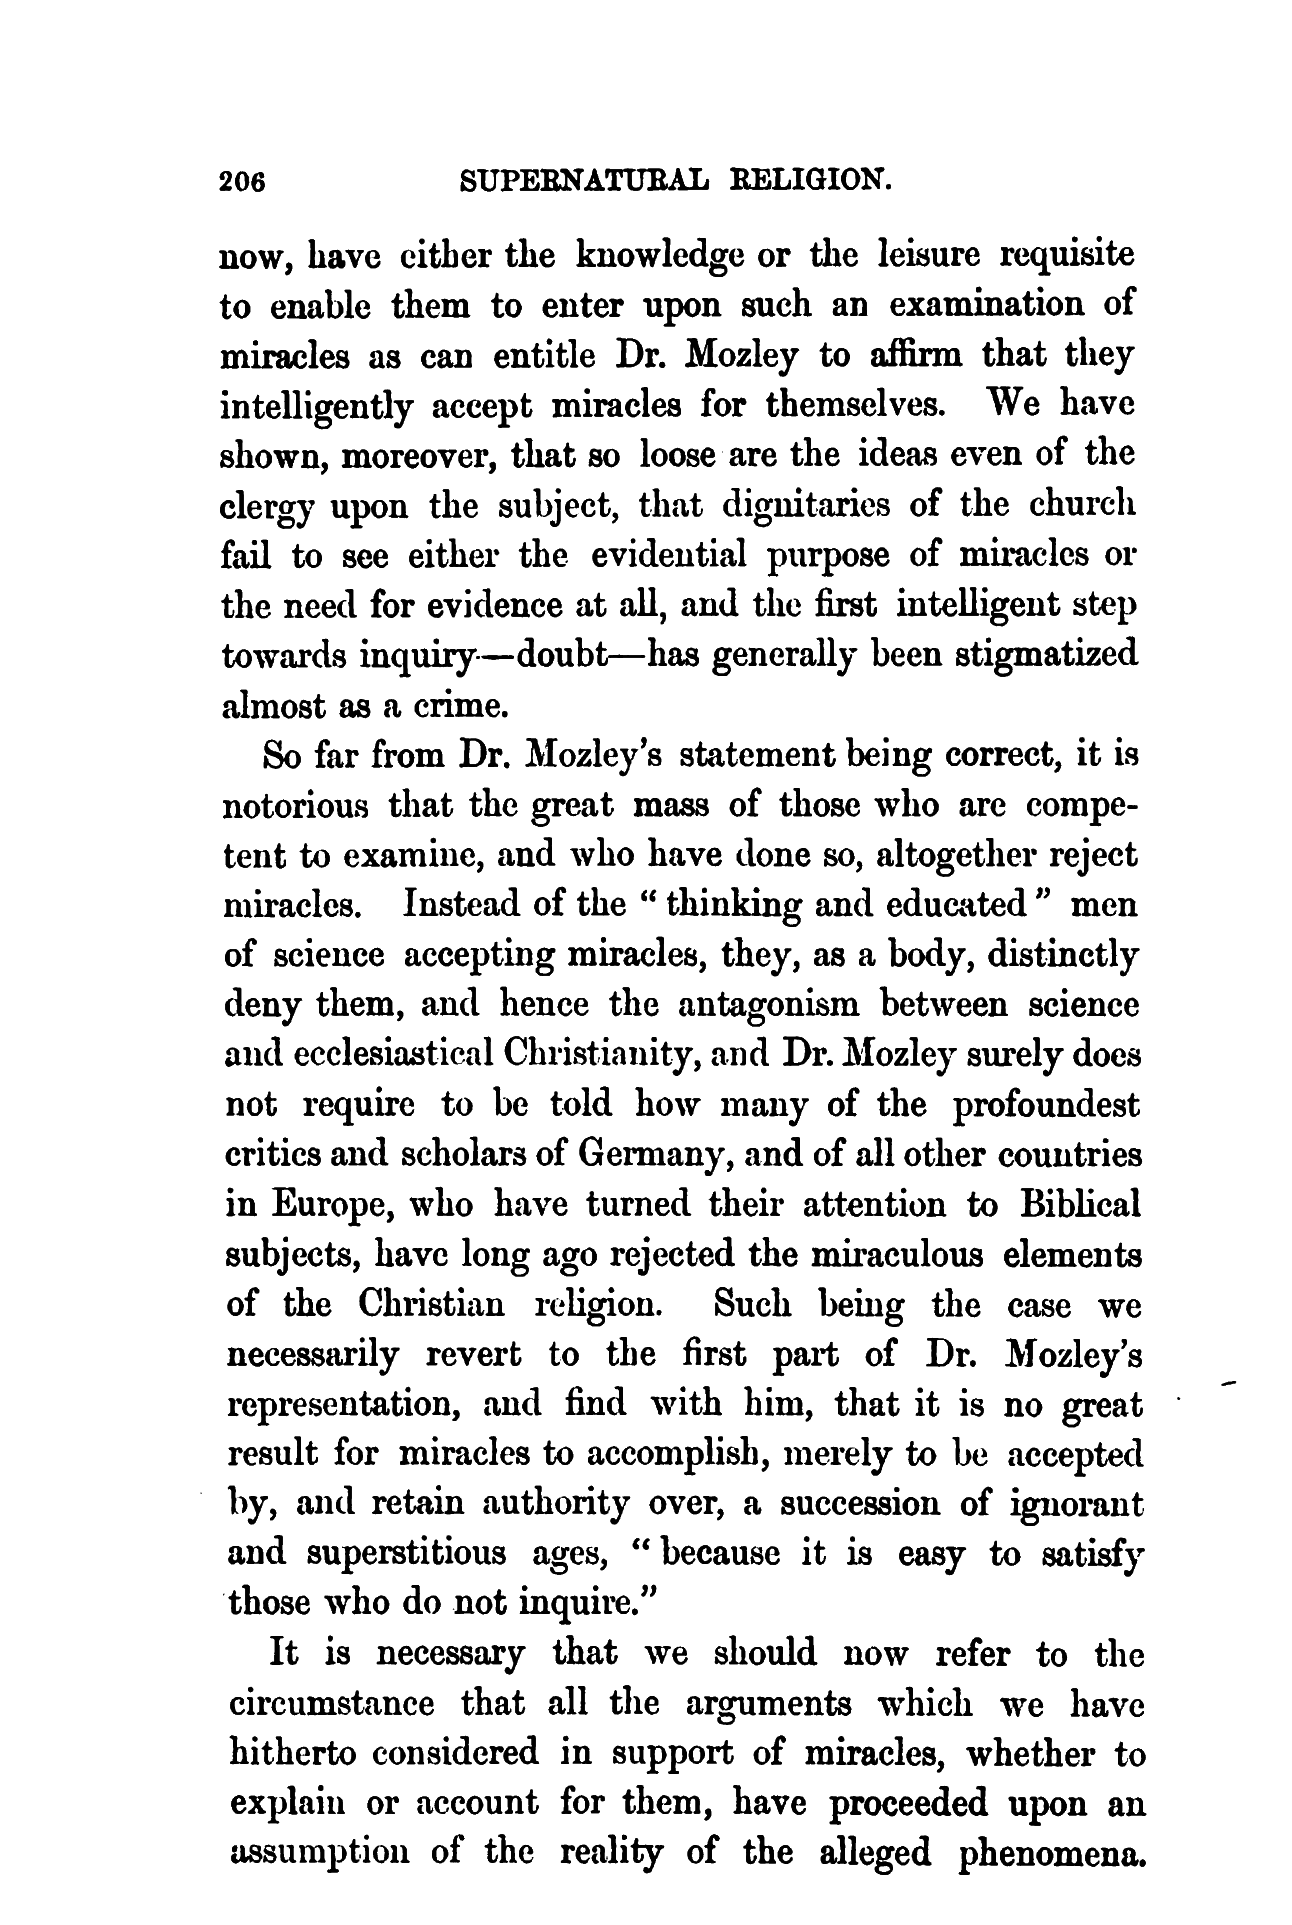 206 SUPERNATURAL RELIGION.
now, have either the knowledge or the leisure requisite
to enable them to enter upon such an examination of
miracles as can entitle Dr. Mozley to affirm that they
intelligently accept miracles for themselves. We have
shown, moreover, that so loose are the ideas even of the
clergy upon the subject, that dignitaries of the church
fail to see either the evidential purpose of miracles or
the need for evidence at all, and the first intelligent step
towards inquiry—doubt—has generally been stigmatized
almost as a crime.
So far from Dr. Mozley's statement being correct, it is
notorious that the great mass of those who are compe-
tent to examine, and who have done so, altogether reject
miracles. Instead of the “thinking and educated” men
of science accepting miracles, they, as a body, distinctly
deny them, and hence the antagonism between science
and ecclesiastical Christianity, and Dr. Mozley surely does
not require to be told how many of the profoundest
critics and scholars of Germany, and of all other countries
in Europe, who have turned their attention to Biblical
subjects, have long ago rejected the miraculous elements
of the Christian religion. Such being the case we
necessarily revert to the first part of Dr. Mozley's
representation, and find with him, that it is no great
result for miracles to accomplish, merely to be accepted
by, and retain authority over, a succession of ignorant
and superstitious ages, “because it is easy to satisfy
those who do not inquire.”
It is necessary that we should now refer to the
circumstance that all the arguments which we have
hitherto considered in support of miracles, whether to
explain or account for them, have proceeded upon an
assumption of the reality of the alleged phenomena.